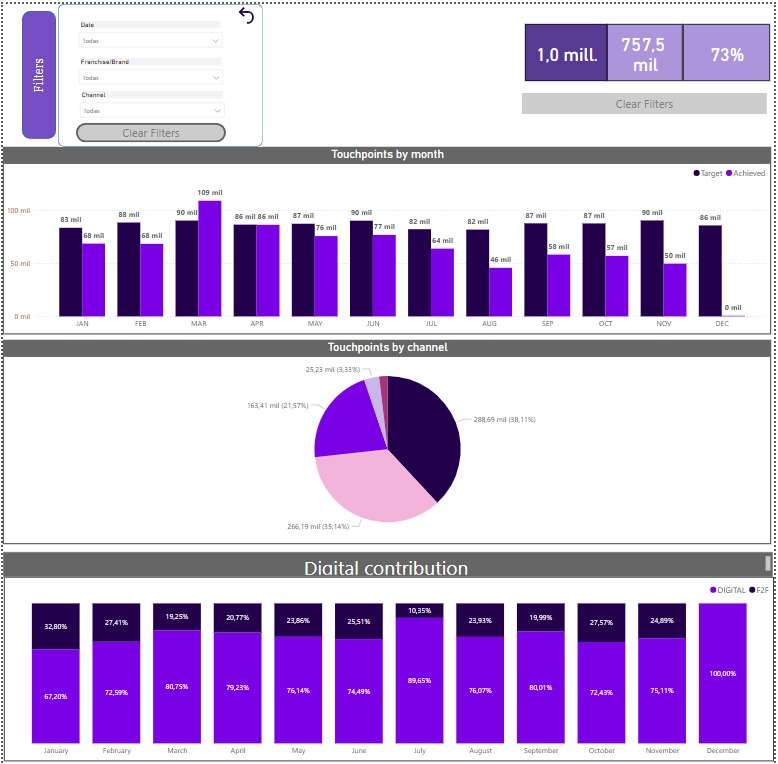 Filters
Date
Todas
Franchise/Brand
Todas
Channel
Todas
Clear Filters
1,0 mill.
757,5 mil
73%
Clear Filters
Touchpoints by month
Target Achieved
100 mil
50 mil
0 mil
83 mil 68 mil
88 mil 68 mil
90 mil 109 mil
86 mil 86 mil
87 mil 76 mil
90 mil 77 mil
82 mil 64 mil
82 mil 46 mil
87 mil 58 mil
87 mil 57 mil
90 mil 50 mil
86 mil 0 mil
JAN FEB MAR APR MAY JUN JUL AUG SEP OCT NOV DEC
Touchpoints by channel
25,23 mil (3,33%)
163,41 mil (21,57%)
288,69 mil (38,11%)
266,19 mil (35,14%)
Digital contribution
DIGITAL F2F
32,80% 27,41% 19,25% 20,77% 23,86% 25,51% 10,35% 23,93% 19,99% 27,57% 24,89%
67,20% 72,59% 80,75% 79,23% 76,14% 74,49% 89,65% 76,07% 80,01% 72,43% 75,11% 100,00%
January February March April May June July August September October November December